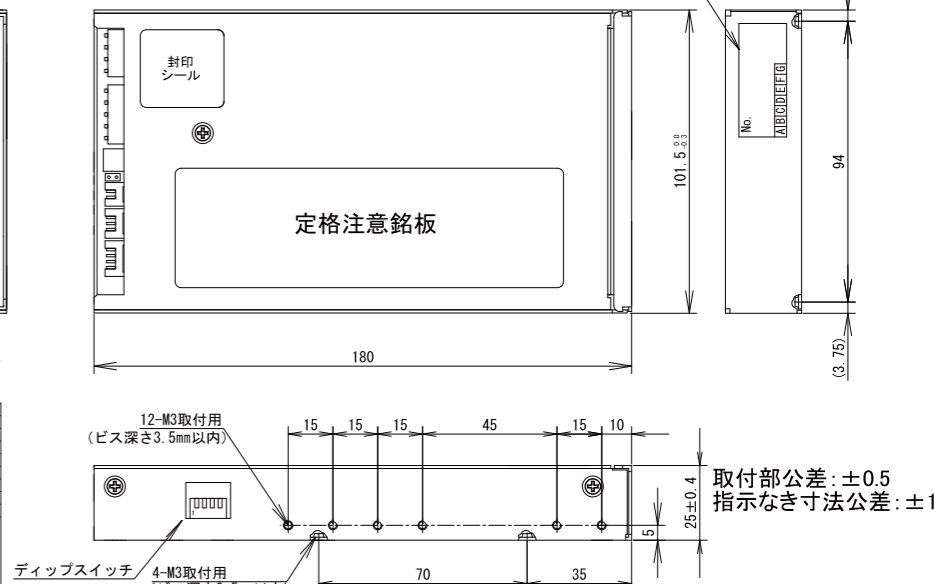 封印
シール
定格注意銘板
101.5 0.0 -0.3
No.
A B C D E F G
94
(3.75)
180
12-M3取付用
(ビス深さ3.5mm以内)
15
15
15
45
15
10
25±0.4
5
取付部公差:±0.5
指示なき寸法公差:±1
ディップスイッチ
4-M3取付用
70
35